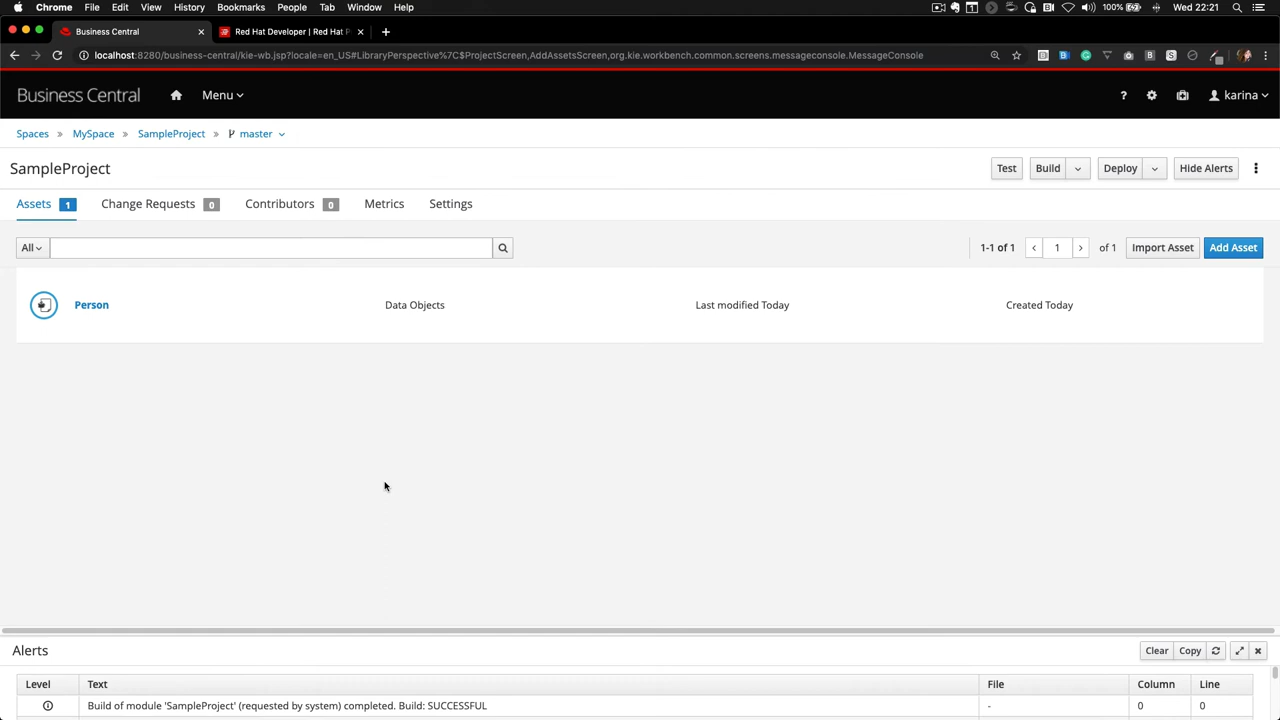 Chrome File Edit View History Bookmarks People Tab Window Help 100% Wed 22:21
Business Central Red Hat Developer | Red Hat P
localhost:8280/business-central/kie-wb.jsp?locale=en_US#LibraryPerspective%7C$ProjectScreen,AddAssetsScreen,org.kie.workbench.common.screens.messageconsole.MessageConsole
Business Central Menu ? karina
Spaces » MySpace » SampleProject » master
SampleProject Test Build Deploy Hide Alerts
Assets 1 Change Requests 0 Contributors 0 Metrics Settings
All 1-1 of 1 1 of 1 Import Asset Add Asset
Person Data Objects Last modified Today Created Today
Alerts Clear Copy
Level Text File Column Line
Build of module 'SampleProject' (requested by system) completed. Build: SUCCESSFUL - 0 0